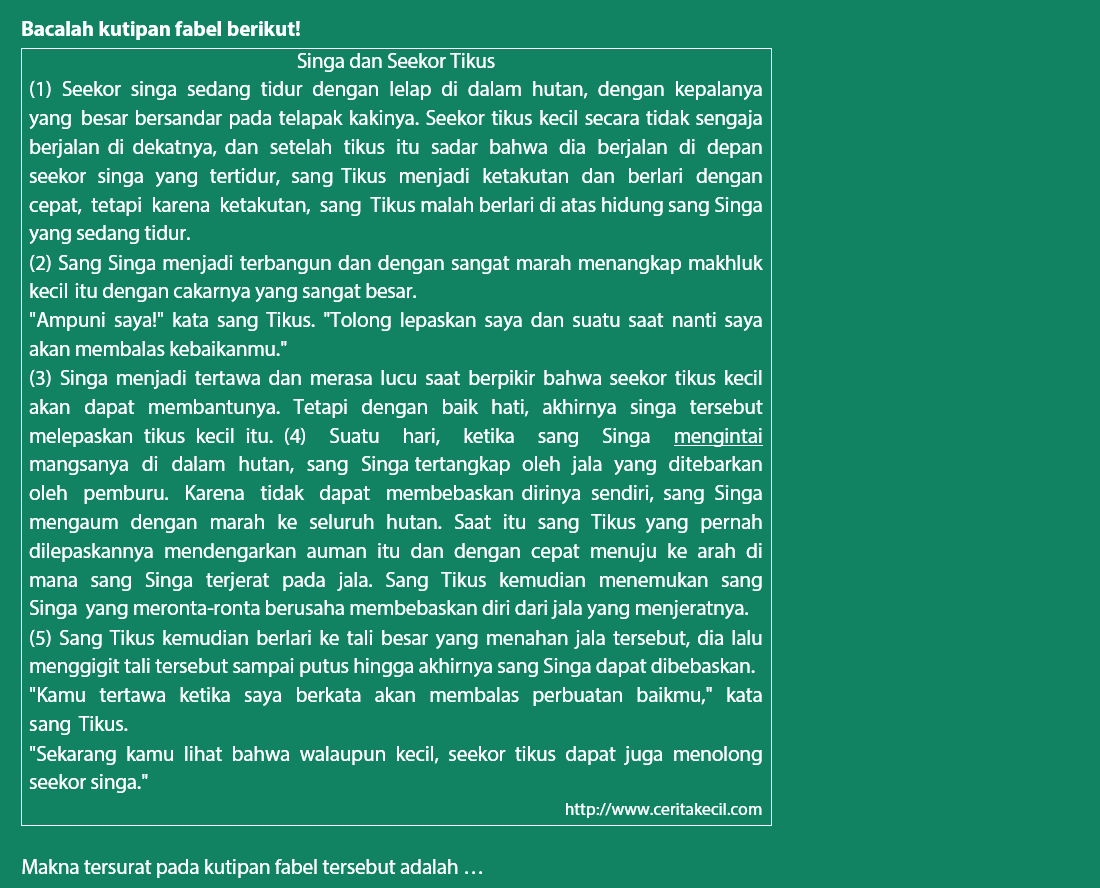 Bacalah kutipan fabel berikut!
Singa dan Seekor Tikus
(1) Seekor singa sedang tidur dengan lelap di dalam hutan, dengan kepalanya
yang besar bersandar pada telapak kakinya. Seekor tikus kecil secara tidak sengaja
berjalan di dekatnya, dan setelah tikus itu sadar bahwa dia berjalan di depan
seekor singa yang tertidur, sang Tikus menjadi ketakutan dan berlari dengan
cepat, tetapi karena ketakutan, sang Tikus malah berlari di atas hidung sang Singa
yang sedang tidur.
(2) Sang Singa menjadi terbangun dan dengan sangat marah menangkap makhluk
kecil itu dengan cakarnya yang sangat besar.
"Ampuni saya!" kata sang Tikus. "Tolong lepaskan saya dan suatu saat nanti saya
akan membalas kebaikanmu."
(3) Singa menjadi tertawa dan merasa lucu saat berpikir bahwa seekor tikus kecil
akan dapat membantunya. Tetapi dengan baik hati, akhirnya singa tersebut
melepaskan tikus kecil itu. (4) Suatu hari, ketika sang Singa mengintai
mangsanya di dalam hutan, sang Singa tertangkap oleh jala yang ditebarkan
oleh pemburu. Karena tidak dapat membebaskan dirinya sendiri, sang Singa
mengaum dengan marah ke seluruh hutan. Saat itu sang Tikus yang pernah
dilepaskannya mendengarkan auman itu dan dengan cepat menuju ke arah di
mana sang Singa terjerat pada jala. Sang Tikus kemudian menemukan sang
Singa yang meronta-ronta berusaha membebaskan diri dari jala yang menjeratnya.
(5) Sang Tikus kemudian berlari ke tali besar yang menahan jala tersebut, dia lalu
menggigit tali tersebut sampai putus hingga akhirnya sang Singa dapat dibebaskan.
"Kamu tertawa ketika saya berkata akan membalas perbuatan baikmu," kata
sang Tikus.
"Sekarang kamu lihat bahwa walaupun kecil, seekor tikus dapat juga menolong
seekor singa."
http://www.ceritakecil.com
Makna tersurat pada kutipan fabel tersebut adalah …